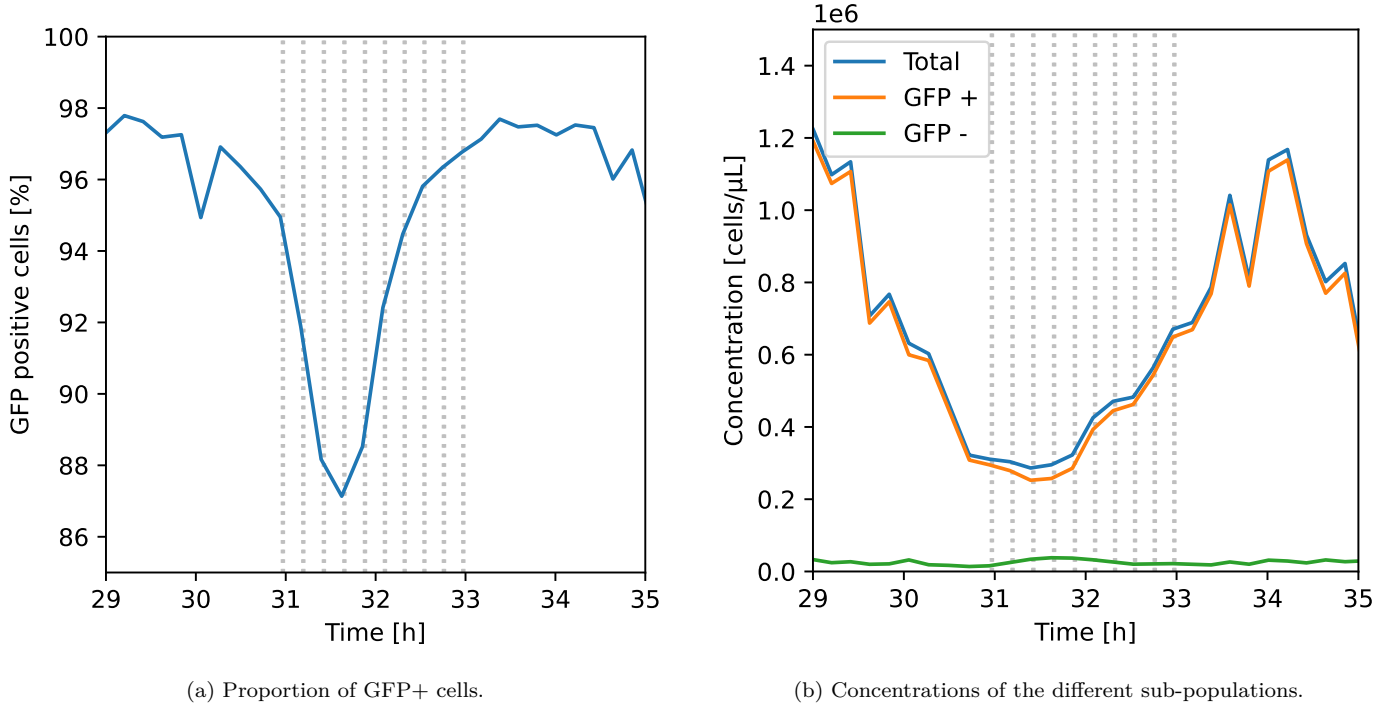 100
98
96
94
92
90
88
86
GFP positive cells [%]
29 30 31 32 33 34 35
Time [h]
(a) Proportion of GFP+ cells.
1e6
1.4
1.2
1.0
0.8
0.6
0.4
0.2
0.0
Concentration [cells/μL]
Total
GFP +
GFP -
29 30 31 32 33 34 35
Time [h]
(b) Concentrations of the different sub-populations.